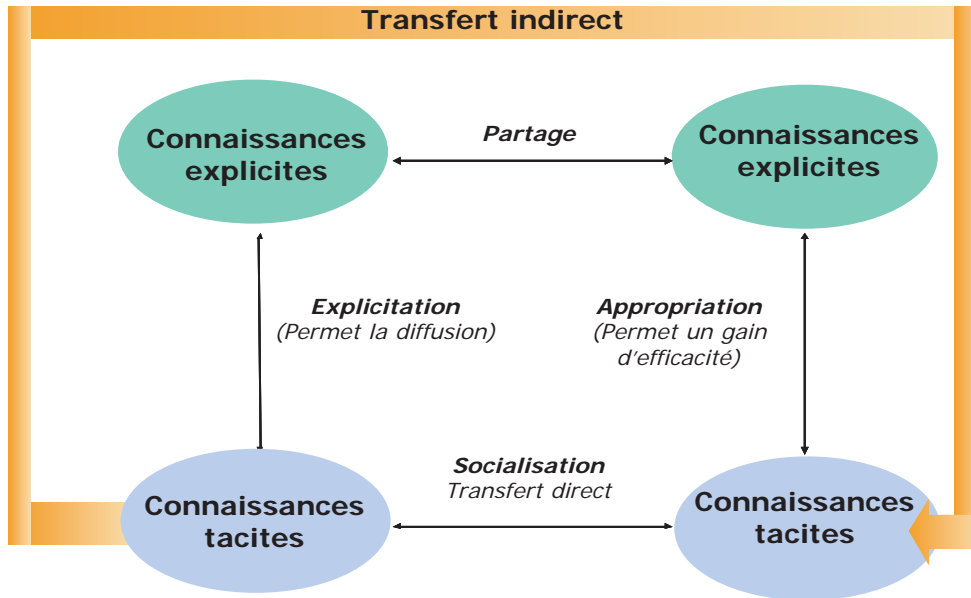 Transfert indirect
Connaissances
explicites
Partage
Connaissances
explicites
Explicitation
(Permet la diffusion)
Appropriation
(Permet un gain
d'efficacité)
Connaissances
tacites
Socialisation
Transfert direct
Connaissances
tacites